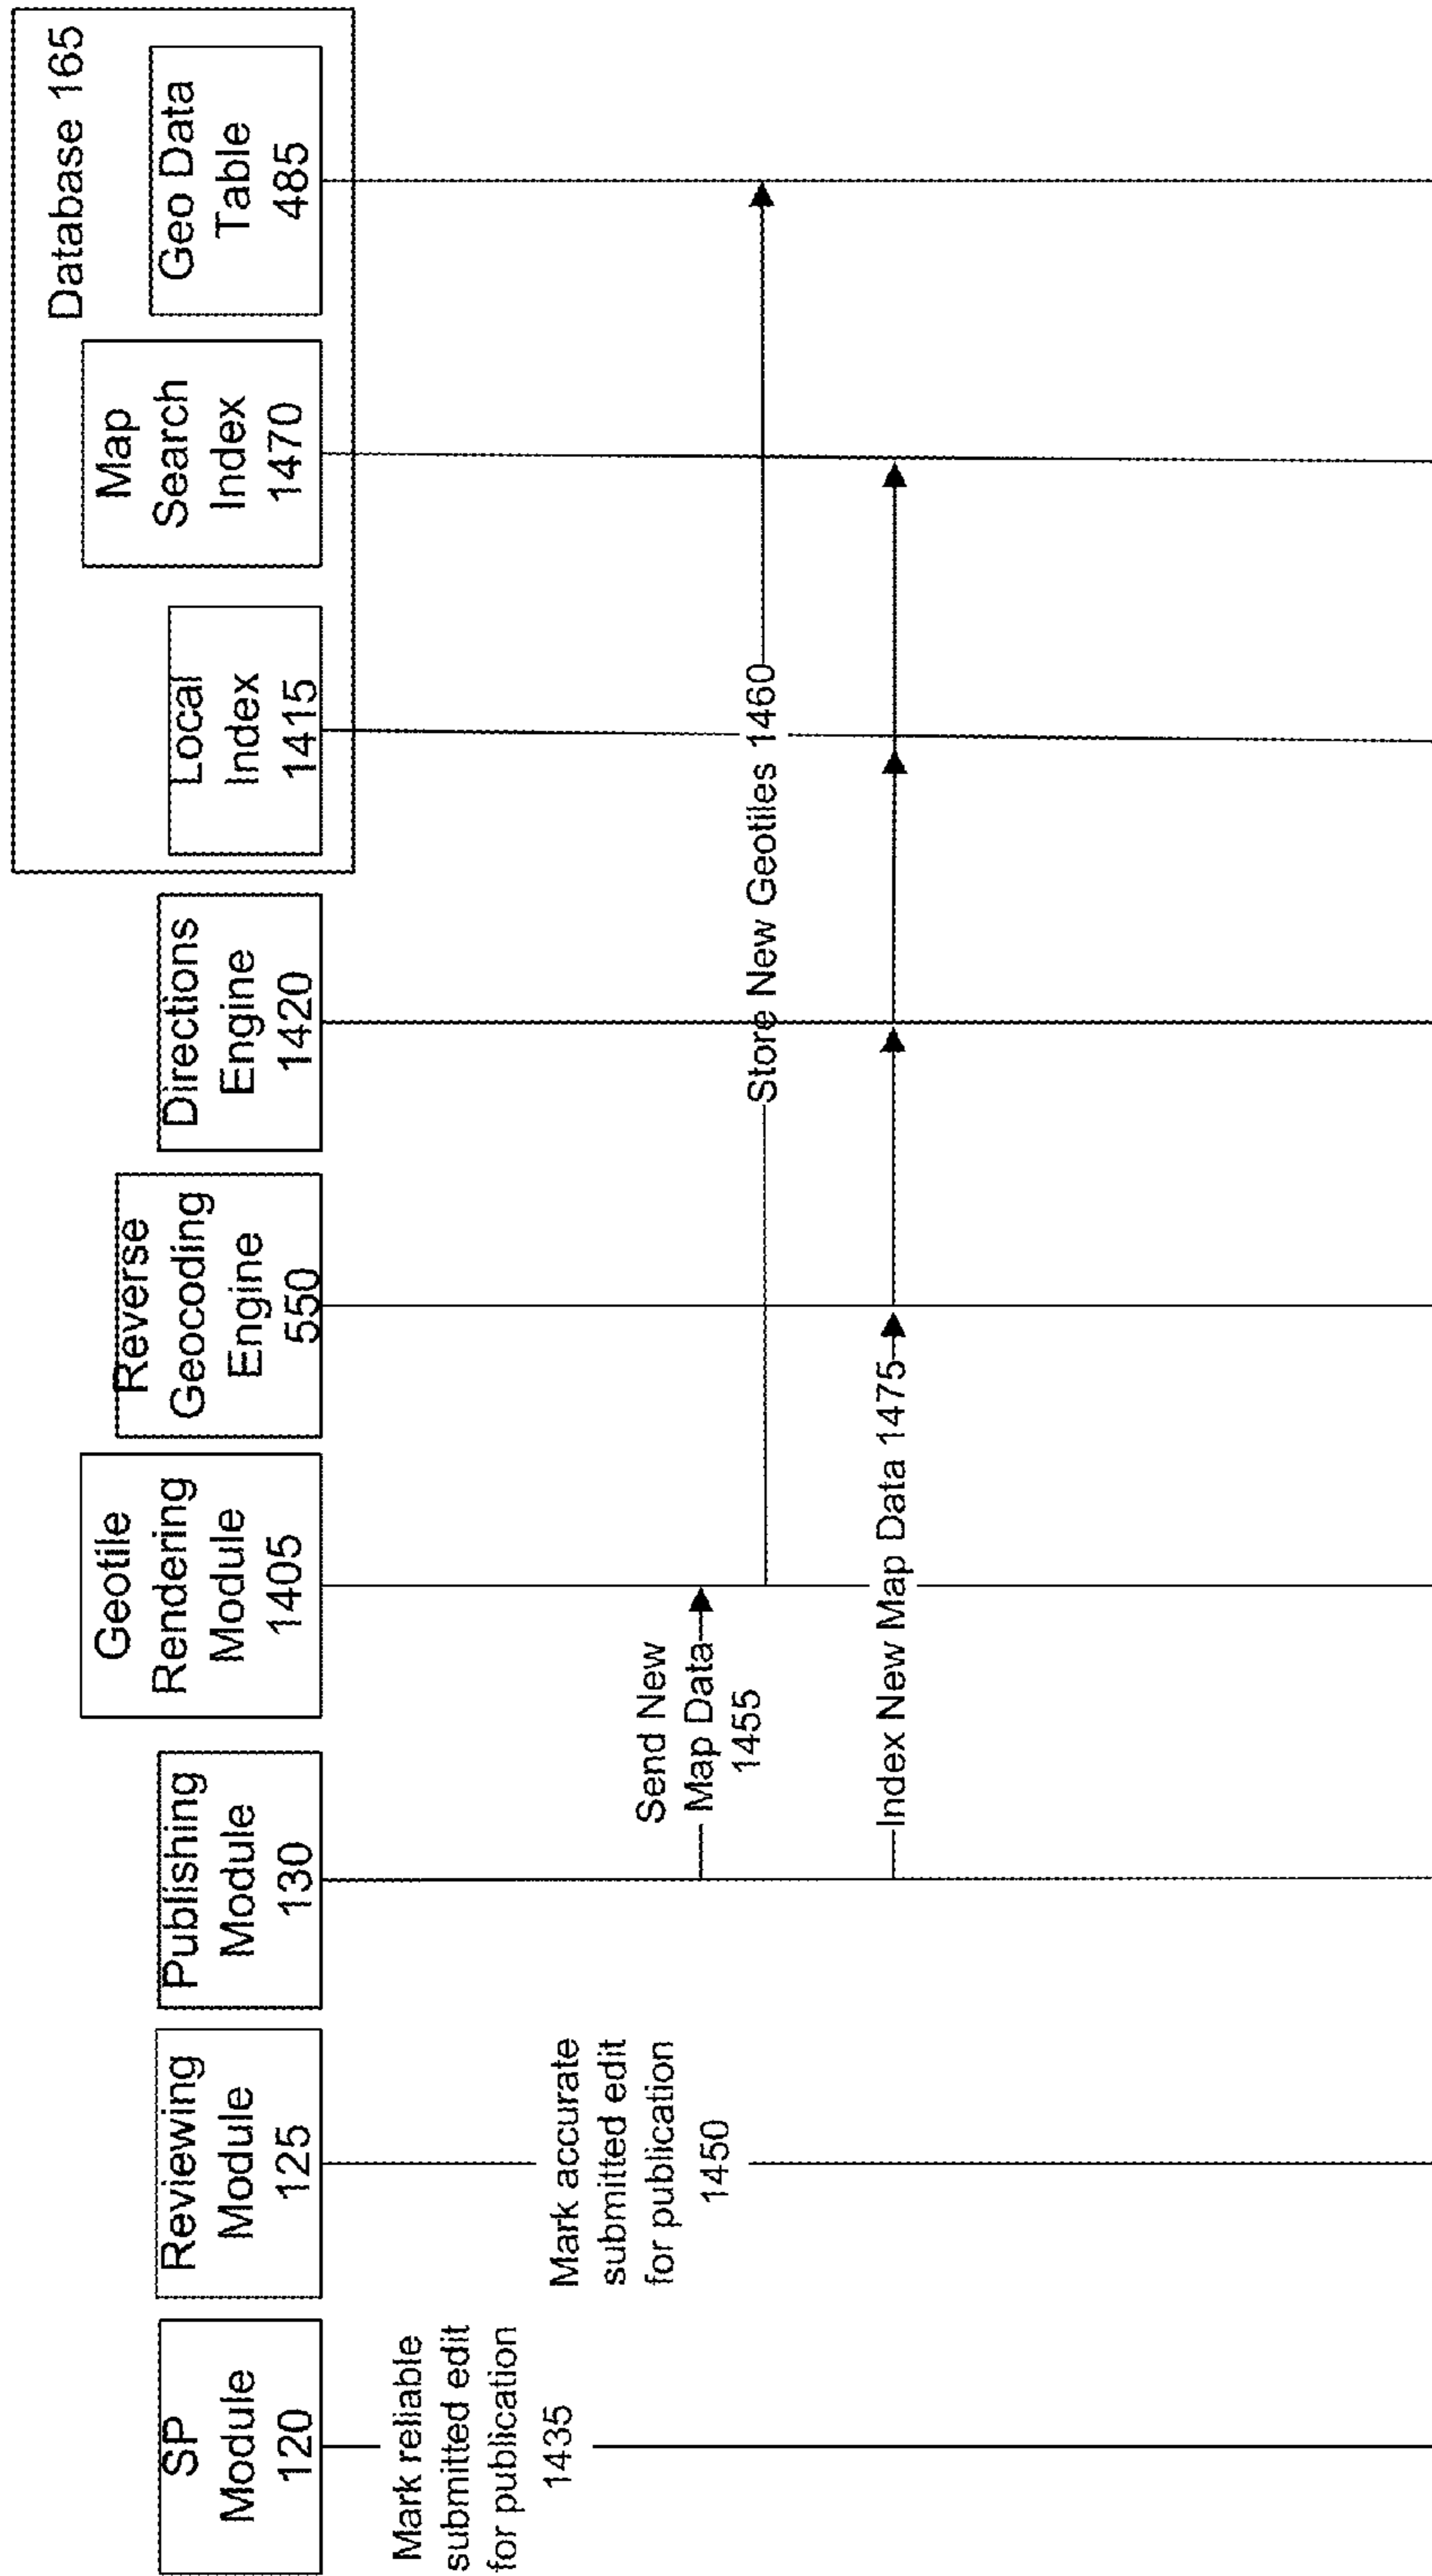 SP
Module
120
Reviewing
Module
125
Publishing
Module
130
Geotile
Rendering
Module
1405
Reverse
Geocoding
Engine
550
Directions
Engine
1420
Database 165
Local
Index
1415
Map
Search
Index
1470
Geo Data
Table
485
Mark reliable
submitted edit
for publication
1435
Mark accurate
submitted edit
for publication
1450
Send New
Map Data
1455
Store New Geotiles 1460
Index New Map Data 1475